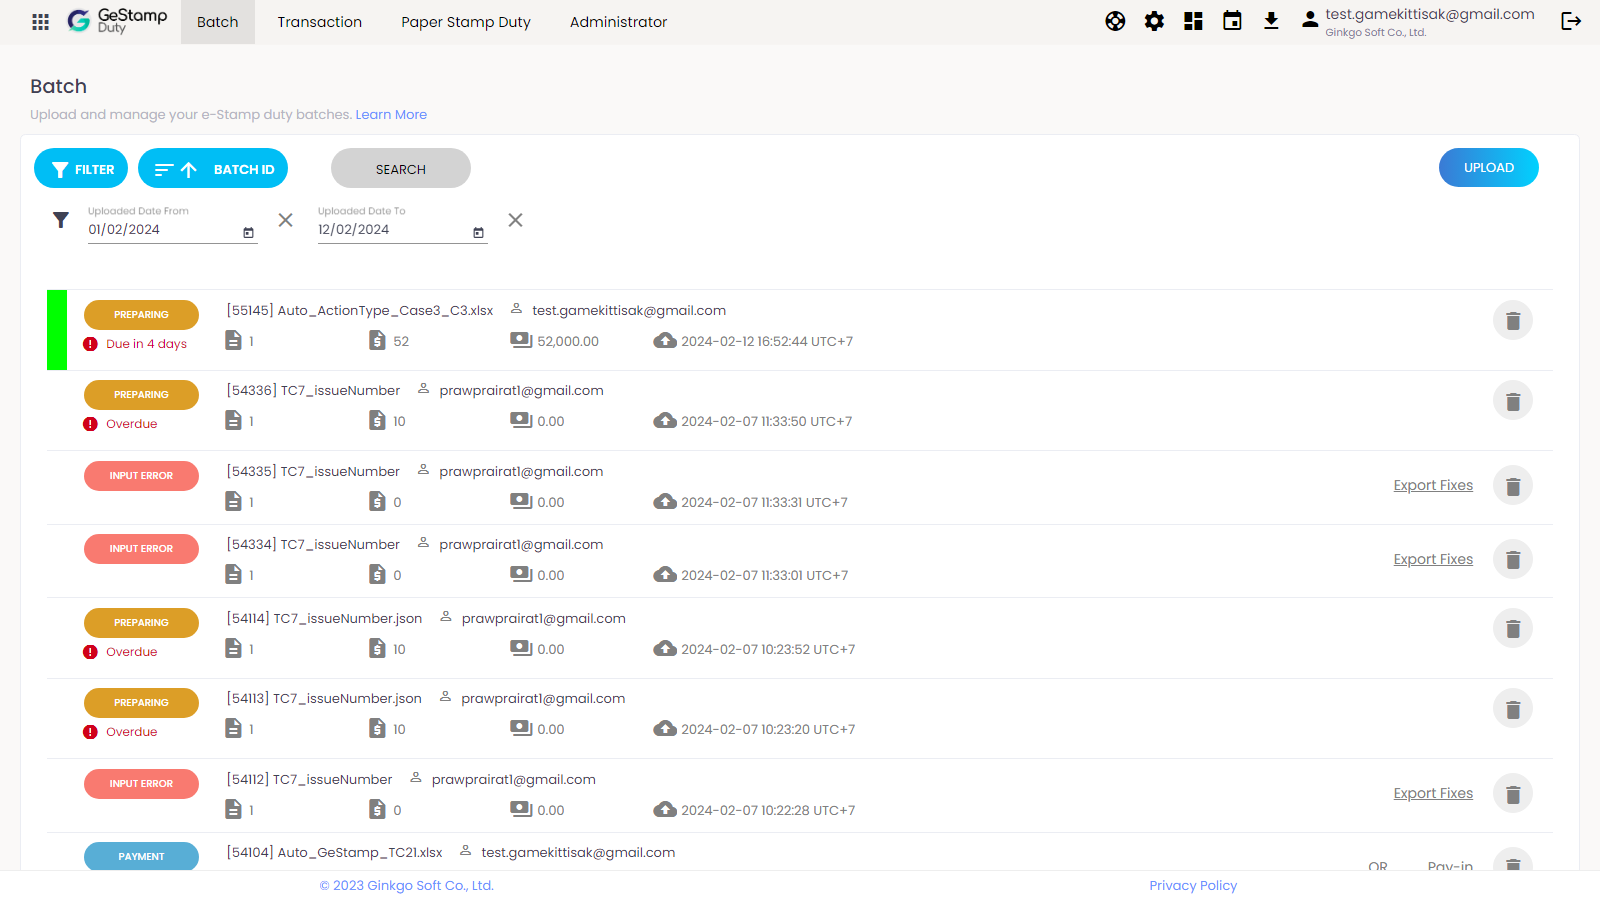 GeStamp
Duty
Batch
Transaction
Paper Stamp Duty
Administrator
test.gamekittisak@gmail.com
Ginkgo Soft Co., Ltd.
Batch
Upload and manage your e-Stamp duty batches. Learn More
FILTER
BATCH ID
SEARCH
UPLOAD
Uploaded Date From
01/02/2024
Uploaded Date To
12/02/2024
PREPARING
[55145] Auto_ActionType_Case3_C3.xlsx test.gamekittisak@gmail.com
Due in 4 days
1 52 52,000.00 2024-02-12 16:52:44 UTC+7
PREPARING
[54336] TC7_issueNumber prawprairat1@gmail.com
Overdue
1 10 0.00 2024-02-07 11:33:50 UTC+7
INPUT ERROR
[54335] TC7_issueNumber prawprairat1@gmail.com
Export Fixes
1 0 0.00 2024-02-07 11:33:31 UTC+7
INPUT ERROR
[54334] TC7_issueNumber prawprairat1@gmail.com
Export Fixes
1 0 0.00 2024-02-07 11:33:01 UTC+7
PREPARING
[54114] TC7_issueNumber.json prawprairat1@gmail.com
Overdue
1 10 0.00 2024-02-07 10:23:52 UTC+7
PREPARING
[54113] TC7_issueNumber.json prawprairat1@gmail.com
Overdue
1 10 0.00 2024-02-07 10:23:20 UTC+7
INPUT ERROR
[54112] TC7_issueNumber prawprairat1@gmail.com
Export Fixes
1 0 0.00 2024-02-07 10:22:28 UTC+7
PAYMENT
[54104] Auto_GeStamp_TC21.xlsx test.gamekittisak@gmail.com
QR Pay-in
© 2023 Ginkgo Soft Co., Ltd.
Privacy Policy